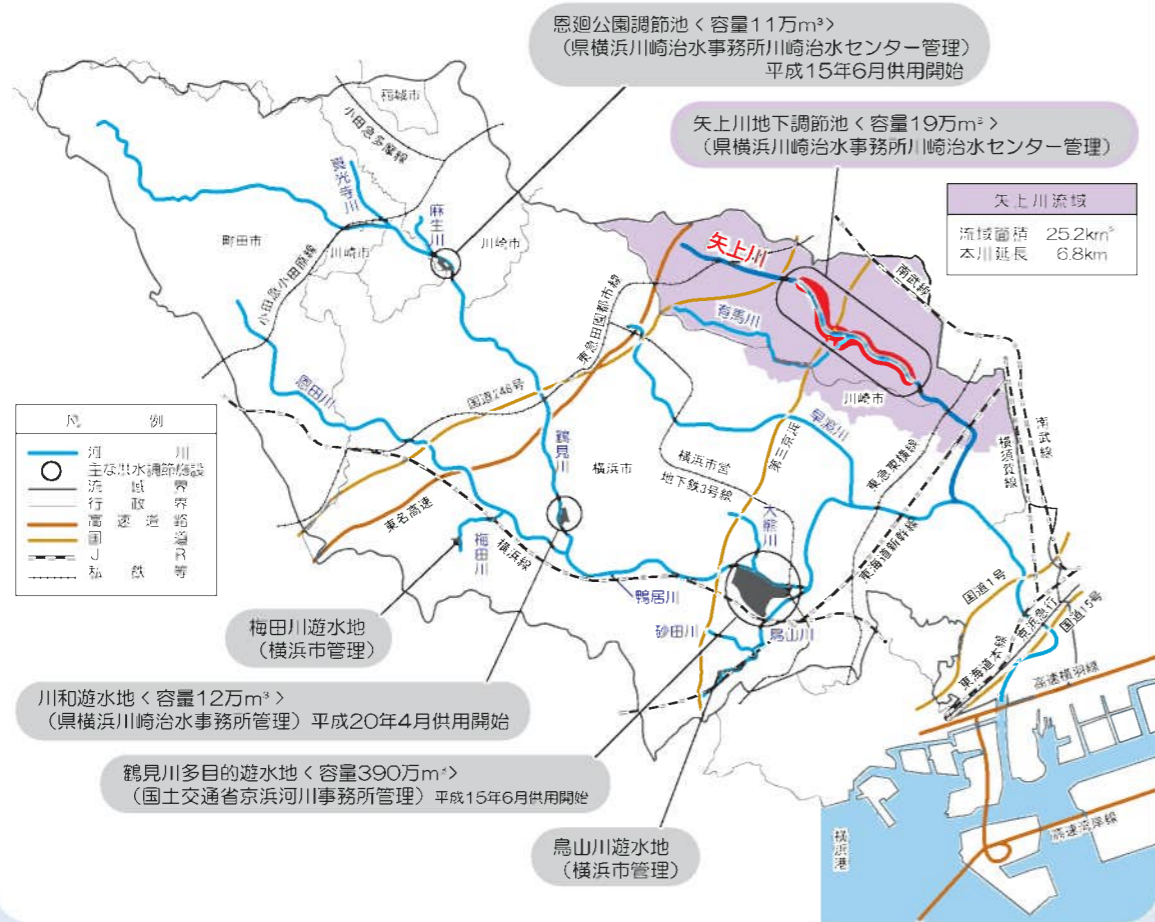 恩廻公園調節池<容量11万m³>
（県横浜川崎治水事務所川崎治水センター管理）
平成15年6月供用開始
矢上川地下調節池<容量19万m³>
（県横浜川崎治水事務所川崎治水センター管理）
矢上川流域
流域面積 25.2km²
本川延長 6.8km
稲城市
小田急多摩線
真光寺川
麻生川
町田市
川崎市
川崎市
小田急小田原線
矢上川
南武線
有馬川
東急田園都市線
国道246号
恩田川
鶴見川
横浜市
横浜市営
地下鉄3号線
第三京浜
早渕川
川崎市
東急東横線
横須賀線
南武線
凡例
河川
主な洪水調節施設
流域界
行政界
高速道路
国道
JR
私鉄等
東名高速
梅田川
横浜線
大熊川
東海道新幹線
鴨居川
砂田川
鳥山川
国道1号
京浜急行
国道15号
東海道本線
高速横羽線
梅田川遊水地
（横浜市管理）
川和遊水地<容量12万m³>
（県横浜川崎治水事務所管理）平成20年4月供用開始
鶴見川多目的遊水地<容量390万m³>
（国土交通省京浜河川事務所管理）平成15年6月供用開始
鳥山川遊水地
（横浜市管理）
横浜港
高速湾岸線